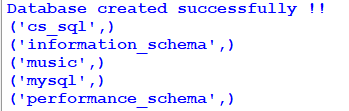 Database created successfully !!
('cs_sql',)
('information_schema',)
('music',)
('mysql',)
('performance_schema',)